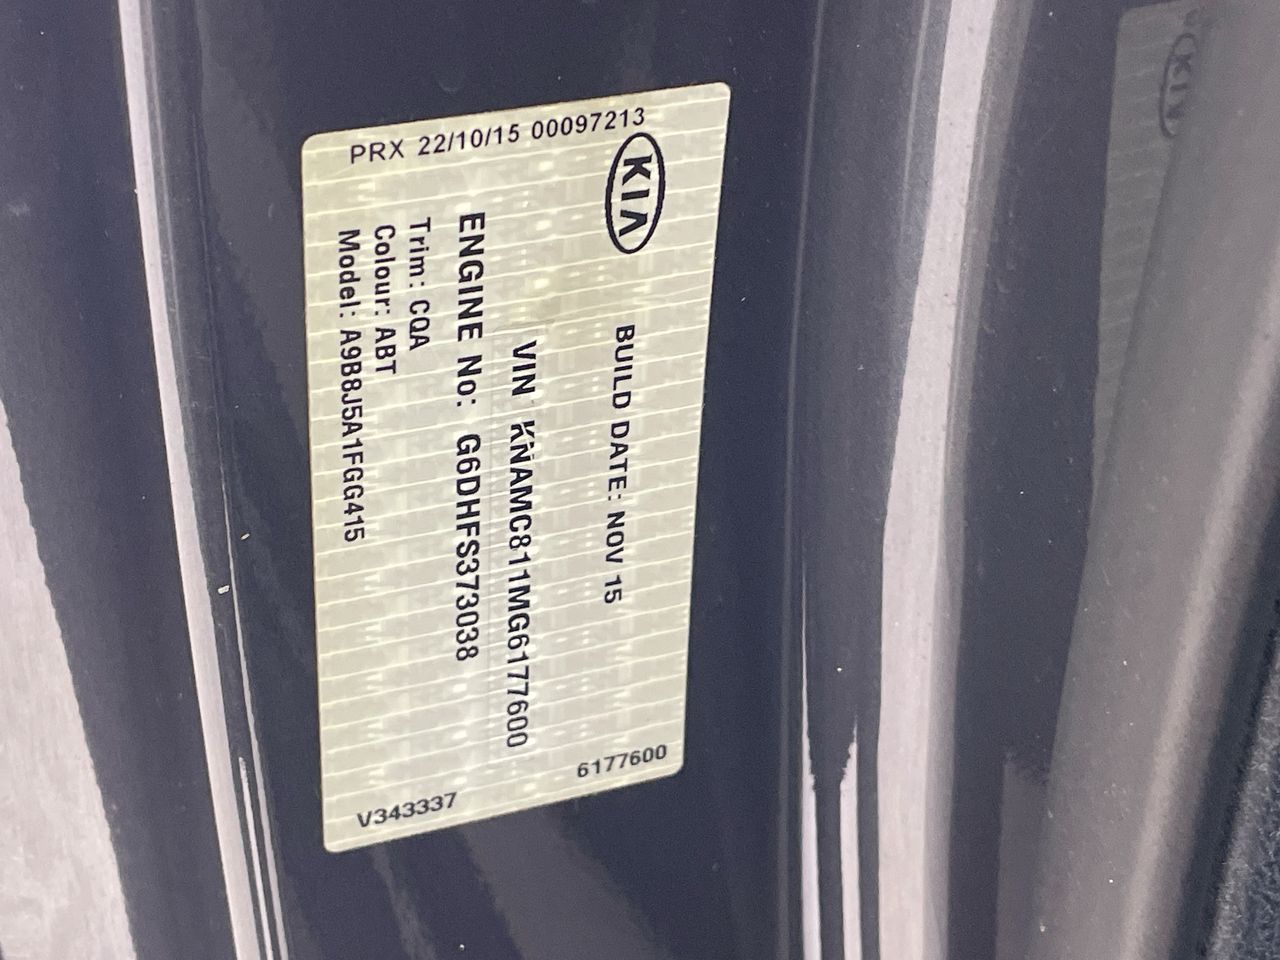 PRX 22/10/15 00097213
KIA
BUILD DATE: NOV 15
VIN KNAMC811MG6177600
ENGINE No: G6DHFS373038
Trim: CQA
Colour: ABT
Model: A9B8J5A1FGG415
6177600
V343337
KIA